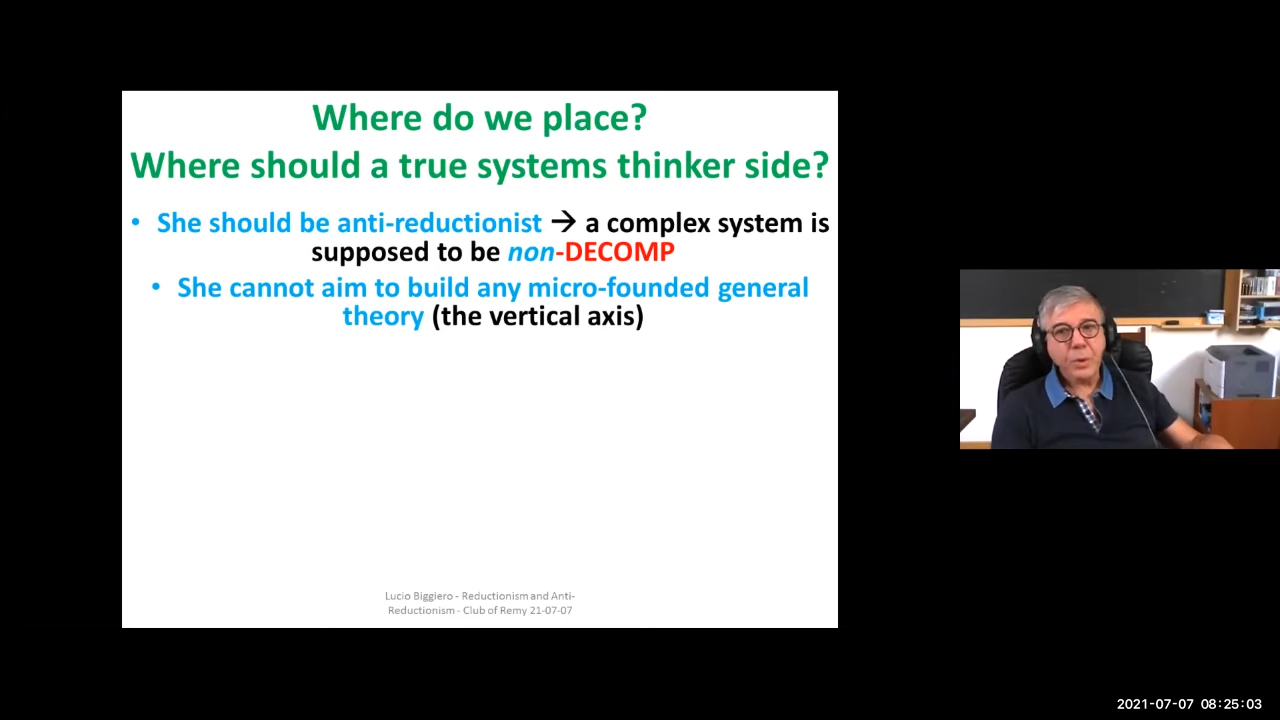 Where do we place?
Where should a true systems thinker side?
• She should be anti-reductionist → a complex system is
supposed to be non-DECOMP
• She cannot aim to build any micro-founded general
theory (the vertical axis)
Lucio Biggiero - Reductionism and Anti-
Reductionism - Club of Remy 21-07-07
2021-07-07 08:25:03